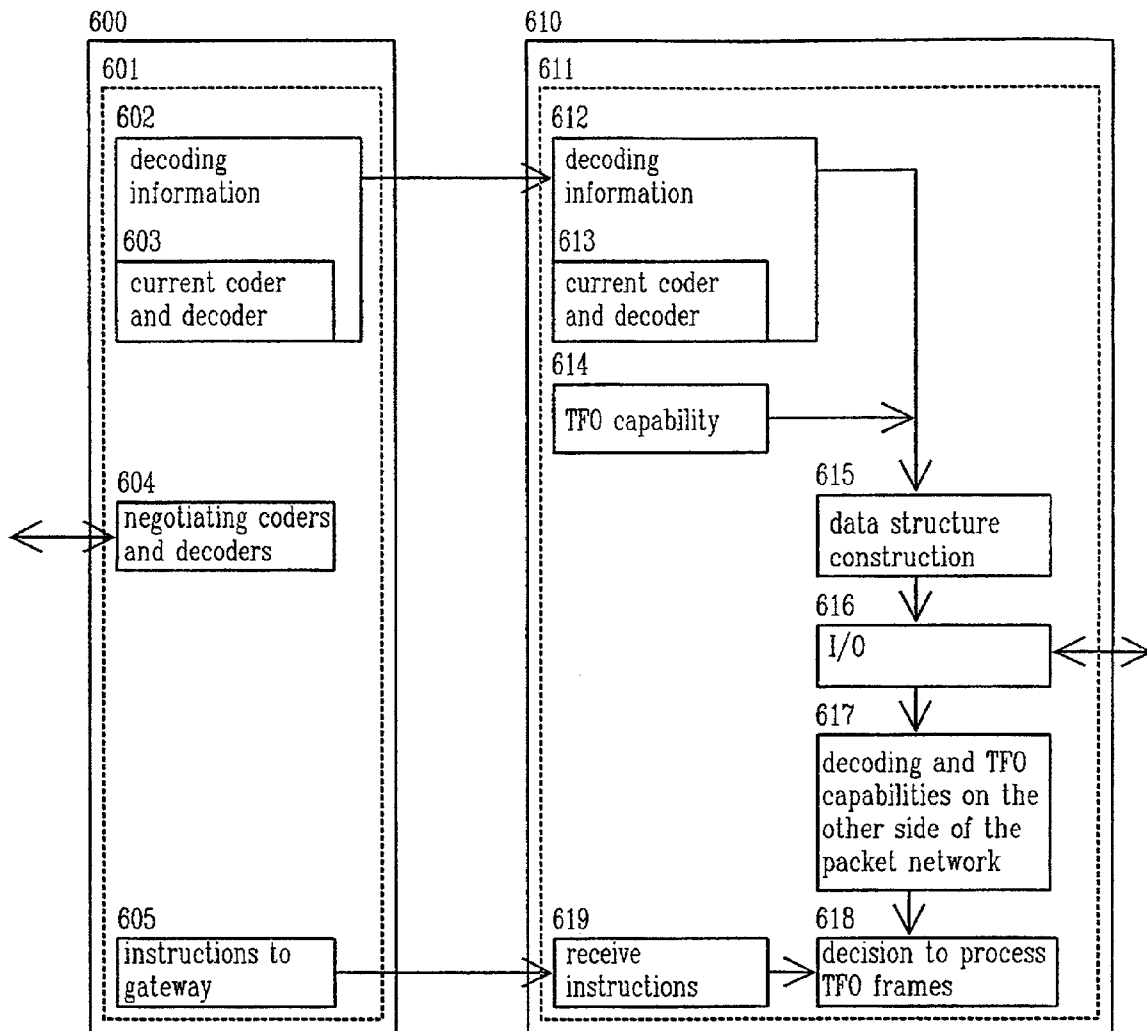 600
610
601
611
602
612
decoding
information
decoding
information
603
613
current coder
and decoder
current coder
and decoder
614
TFO capability
604
negotiating coders
and decoders
615
data structure
construction
616
I/O
617
decoding and TFO
capabilities on the
other side of the
packet network
605
instructions to
gateway
619
receive
instructions
618
decision to process
TFO frames